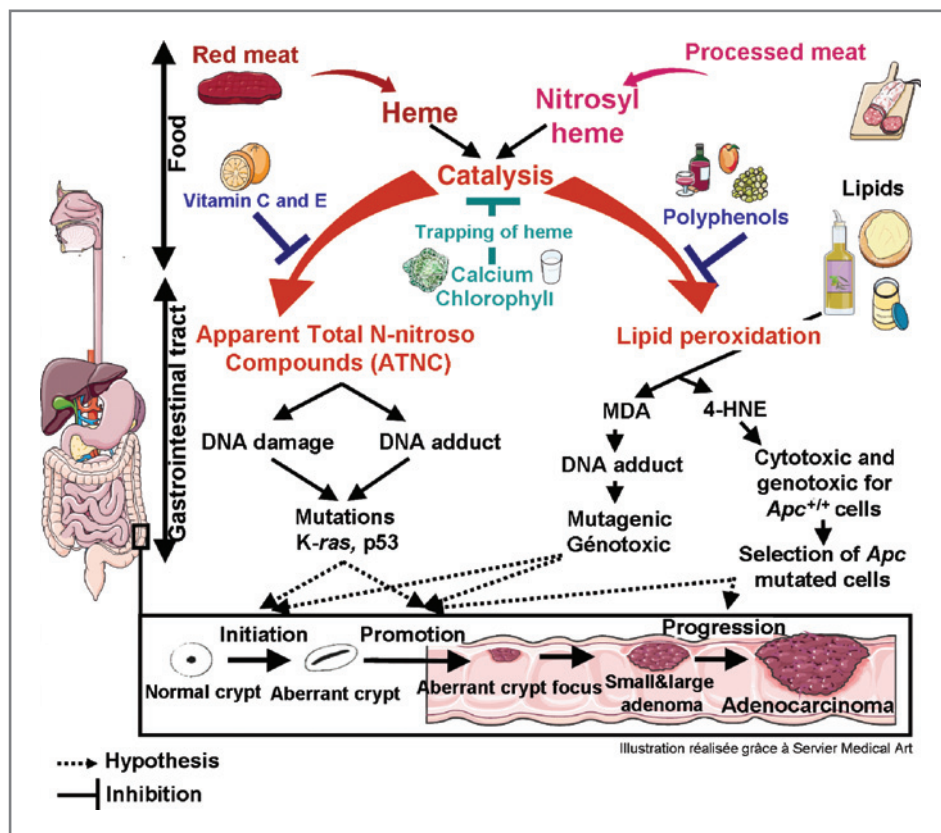 Red meat
Processed meat
Heme
Nitrosyl
heme
Food
Catalysis
Vitamin C and E
Polyphenols
Lipids
Trapping of heme
Calcium
Chlorophyll
Gastrointestinal tract
Apparent Total N-nitroso
Compounds (ATNC)
Lipid peroxidation
MDA
4-HNE
DNA damage
DNA adduct
DNA adduct
Cytotoxic and
genotoxic for
Apc+/+ cells
Mutations
K-ras, p53
Mutagenic
Génotoxic
Selection of Apc
mutated cells
Initiation
Promotion
Progression
Normal crypt
Aberrant crypt
Aberrant crypt focus
Small&large
adenoma
Adenocarcinoma
Illustration réalisée grâce à Servier Medical Art
Hypothesis
Inhibition